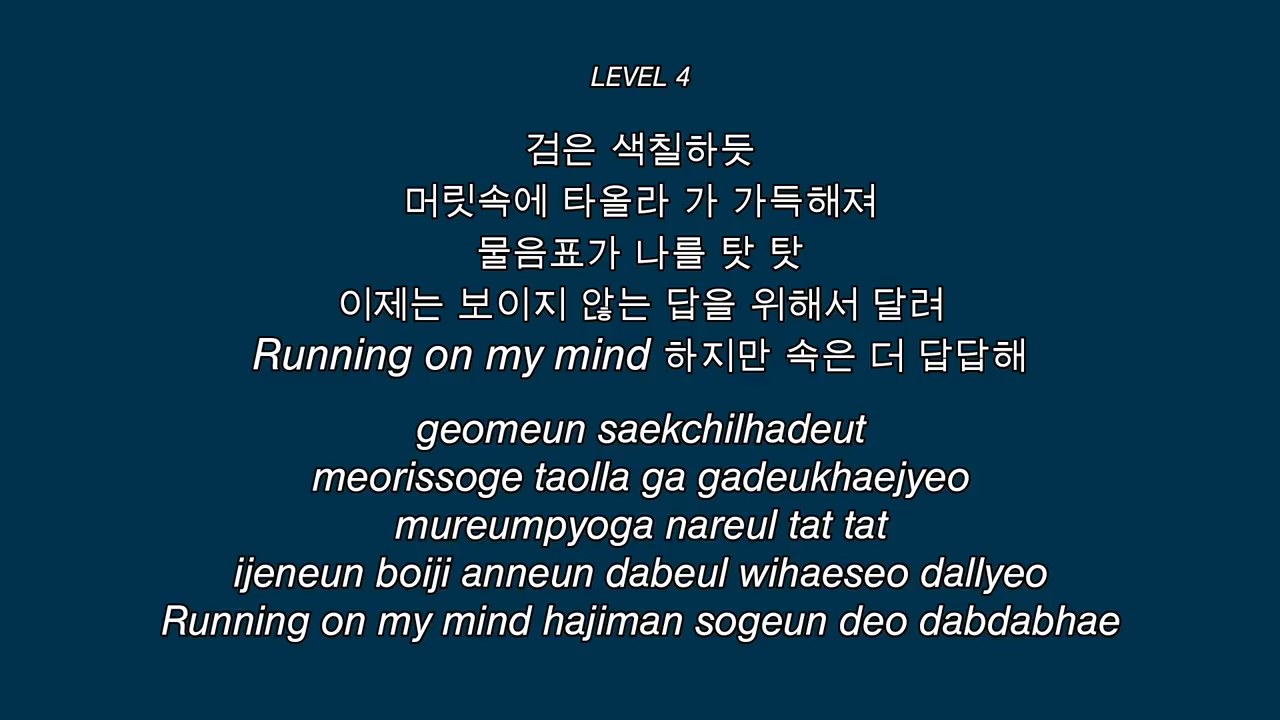 LEVEL 4
검은 색칠하듯
머릿속에 타올라 가 가득해져
물음표가 나를 탓 탓
이제는 보이지 않는 답을 위해서 달려
Running on my mind 하지만 속은 더 답답해
geomeun saekchilhadeut
meorissoge taolla ga gadeukhaejyeo
mureumpyoga nareul tat tat
ijeneun boiji anneun dabeul wihaeseo dallyeo
Running on my mind hajiman sogeun deo dabdabhae